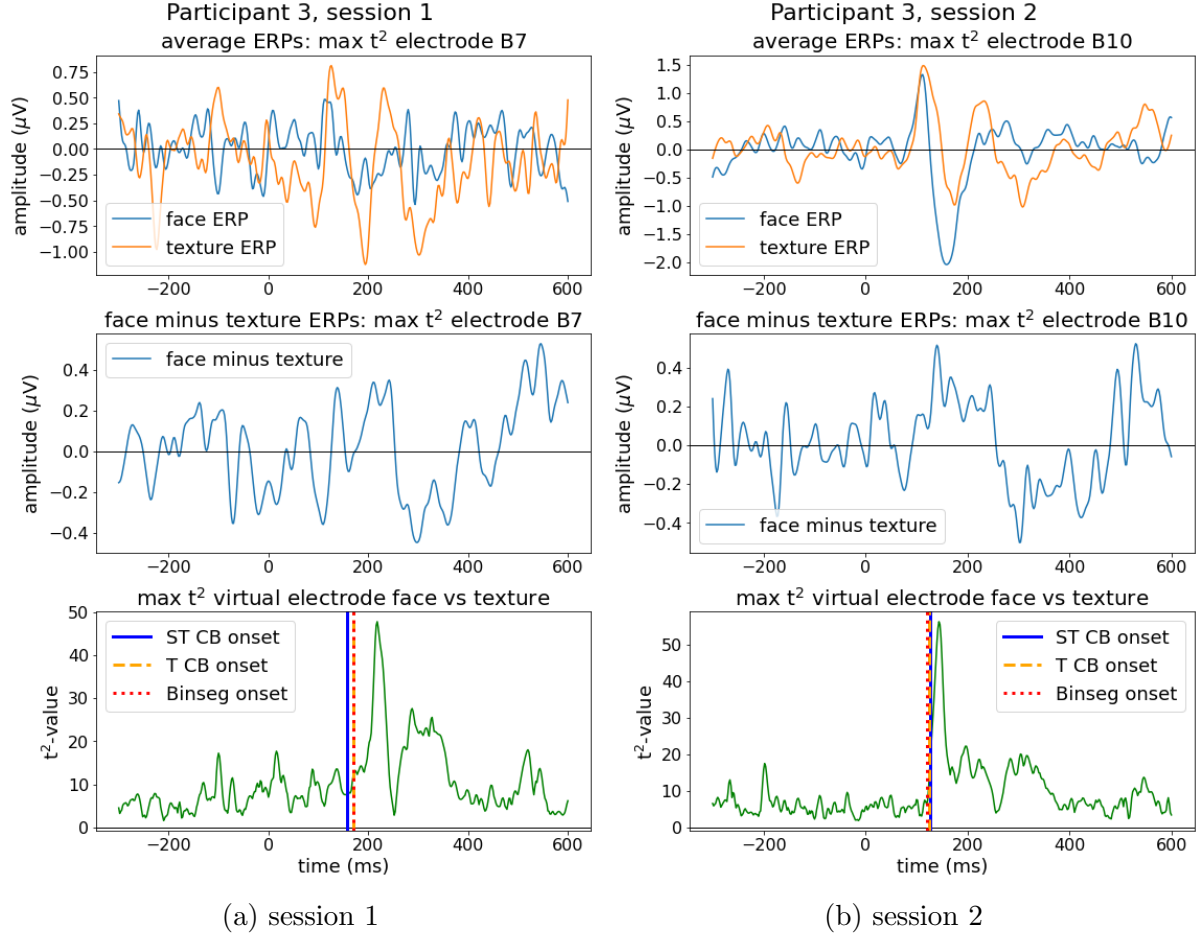 Participant 3, session 1
average ERPs: max t² electrode B7
amplitude (µV)
0.75
0.50
0.25
0.00
−0.25
−0.50
−0.75
−1.00
face ERP
texture ERP
−200 0 200 400 600
face minus texture ERPs: max t² electrode B7
amplitude (µV)
0.4
0.2
0.0
−0.2
−0.4
face minus texture
−200 0 200 400 600
max t² virtual electrode face vs texture
t²-value
50
40
30
20
10
0
ST CB onset
T CB onset
Binseg onset
−200 0 200 400 600
time (ms)
(a) session 1
Participant 3, session 2
average ERPs: max t² electrode B10
amplitude (µV)
1.5
1.0
0.5
0.0
−0.5
−1.0
−1.5
−2.0
face ERP
texture ERP
−200 0 200 400 600
face minus texture ERPs: max t² electrode B10
amplitude (µV)
0.4
0.2
0.0
−0.2
−0.4
face minus texture
−200 0 200 400 600
max t² virtual electrode face vs texture
t²-value
50
40
30
20
10
0
ST CB onset
T CB onset
Binseg onset
−200 0 200 400 600
time (ms)
(b) session 2